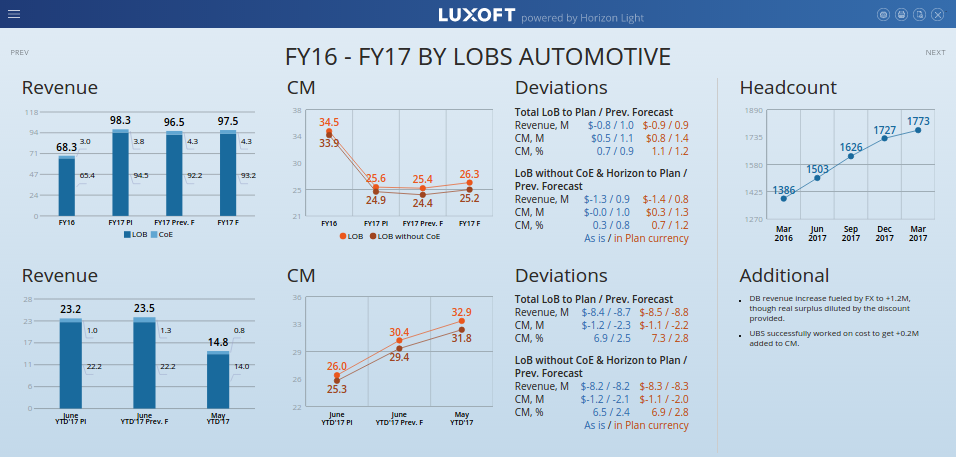 LUXOFT powered by Horizon Light
PREV
FY16 - FY17 BY LOBS AUTOMOTIVE
NEXT
Revenue
118
94
71
47
24
0
68.3
98.3
96.5
97.5
3.0
3.8
4.3
4.3
65.4
94.5
92.2
93.2
FY16
FY17 Pl
FY17 Prev. F
FY17 F
LOB
CoE
CM
38
34
30
25
21
34.5
33.9
25.6
24.9
25.4
24.4
26.3
25.2
FY16
FY17 Pl
FY17 Prev. F
FY17 F
LOB
LOB without CoE
Deviations
Total LoB to Plan / Prev. Forecast
Revenue, M $-0.8 / 1.0 $-0.9 / 0.9
CM, M $0.5 / 1.1 $0.8 / 1.4
CM, % 0.7 / 0.9 1.1 / 1.2
LoB without CoE & Horizon to Plan /
Prev. Forecast
Revenue, M $-1.3 / 0.9 $-1.4 / 0.8
CM, M $-0.0 / 1.0 $0.3 / 1.3
CM, % 0.3 / 0.8 0.7 / 1.2
As is / in Plan currency
Headcount
1890
1735
1580
1425
1270
1386
1503
1626
1727
1773
Mar
2016
Jun
2017
Sep
2017
Dec
2017
Mar
2017
Revenue
28
23
17
11
6
0
23.2
23.5
14.8
1.0
1.3
0.8
22.2
22.2
14.0
June
YTD'17 Pl
June
YTD'17 Prev. F
May
YTD'17
CM
36
33
29
26
22
26.0
25.3
30.4
29.4
32.9
31.8
June
YTD'17 Pl
June
YTD'17 Prev. F
May
YTD'17
Deviations
Total LoB to Plan / Prev. Forecast
Revenue, M $-8.4 / -8.7 $-8.5 / -8.8
CM, M $-1.2 / -2.3 $-1.1 / -2.2
CM, % 6.9 / 2.5 7.3 / 2.8
LoB without CoE & Horizon to Plan /
Prev. Forecast
Revenue, M $-8.2 / -8.2 $-8.3 / -8.3
CM, M $-1.2 / -2.1 $-1.1 / -2.0
CM, % 6.5 / 2.4 6.9 / 2.8
As is / in Plan currency
Additional
• DB revenue increase fueled by FX to +1.2M,
though real surplus diluted by the discount
provided.
• UBS successfully worked on cost to get +0.2M
added to CM.